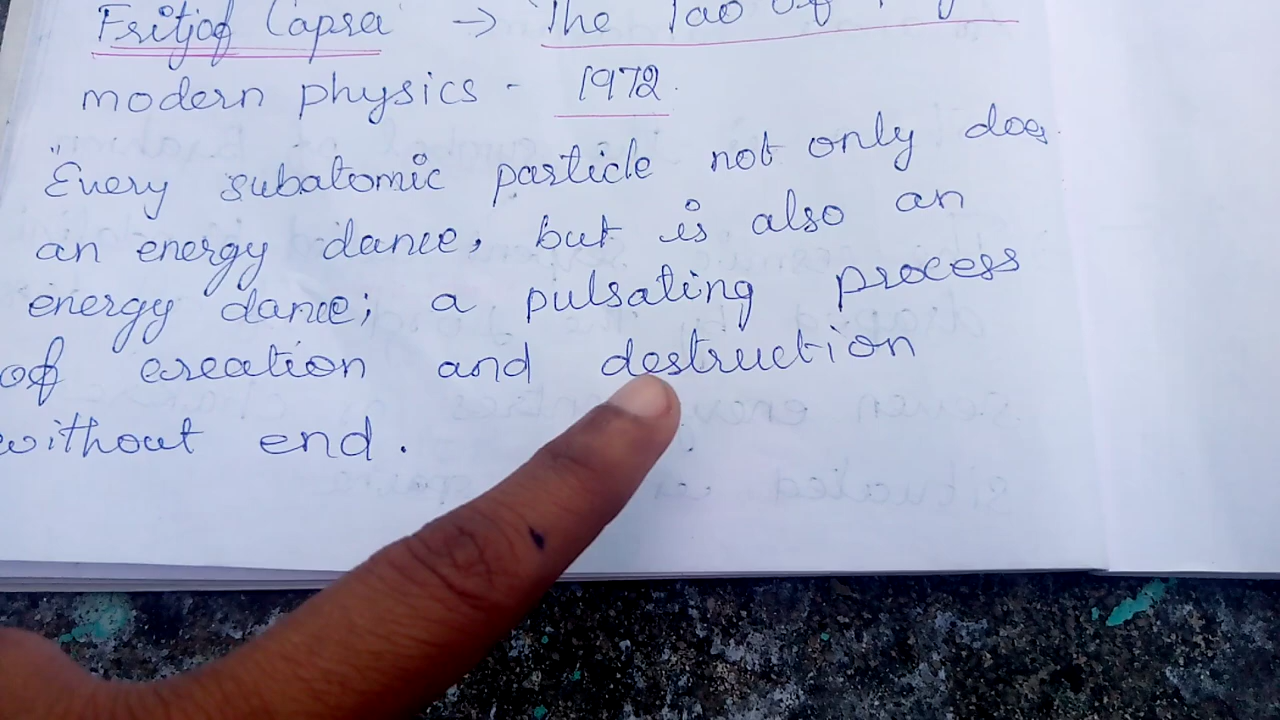 Fritjof Capra → The Tao of
modern physics - 1972.
"Every subatomic particle not only does
an energy dance, but is also an
energy dance; a pulsating process
of creation and destruction
without end.